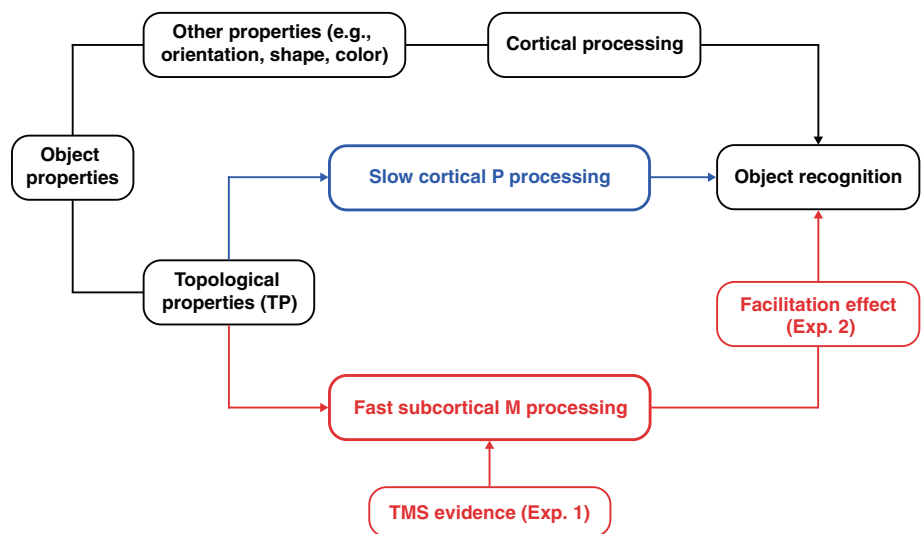 Other properties (e.g.,
orientation, shape, color)
Cortical processing
Object
properties
Slow cortical P processing
Object recognition
Topological
properties (TP)
Facilitation effect
(Exp. 2)
Fast subcortical M processing
TMS evidence (Exp. 1)